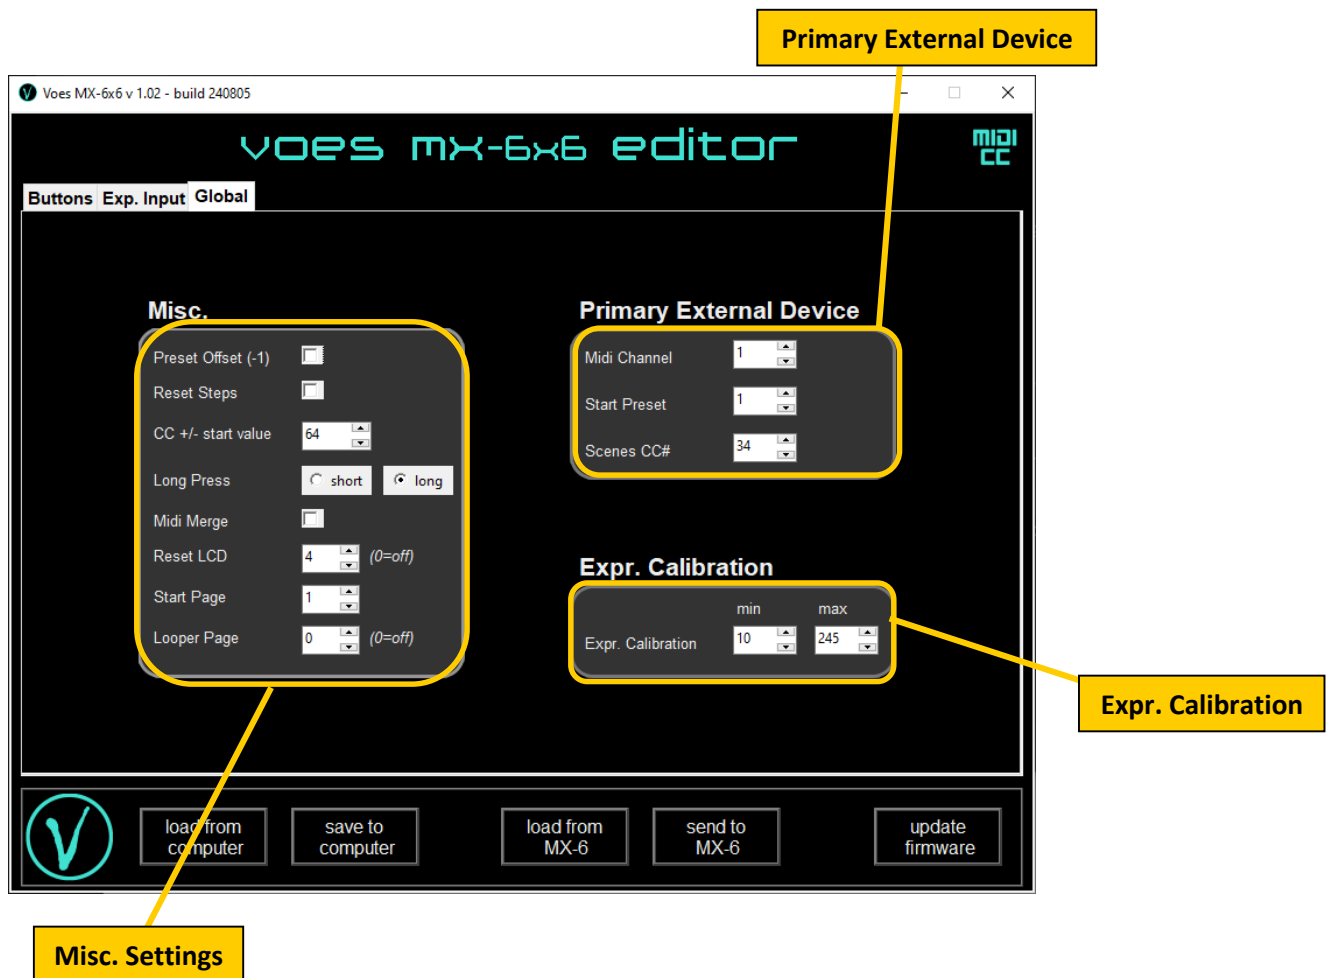 Primary External Device
Voes MX-6x6 v 1.02 - build 240805
voes mx-6x6 editor
MIDI
CC
Buttons Exp. Input Global
Misc.
Preset Offset (-1)
Reset Steps
CC +/- start value 64
Long Press short long
Midi Merge
Reset LCD 4 (0=off)
Start Page 1
Looper Page 0 (0=off)
Primary External Device
Midi Channel 1
Start Preset 1
Scenes CC# 34
Expr. Calibration
min max
Expr. Calibration 10 245
Expr. Calibration
V
load from
computer
save to
computer
load from
MX-6
send to
MX-6
update
firmware
Misc. Settings